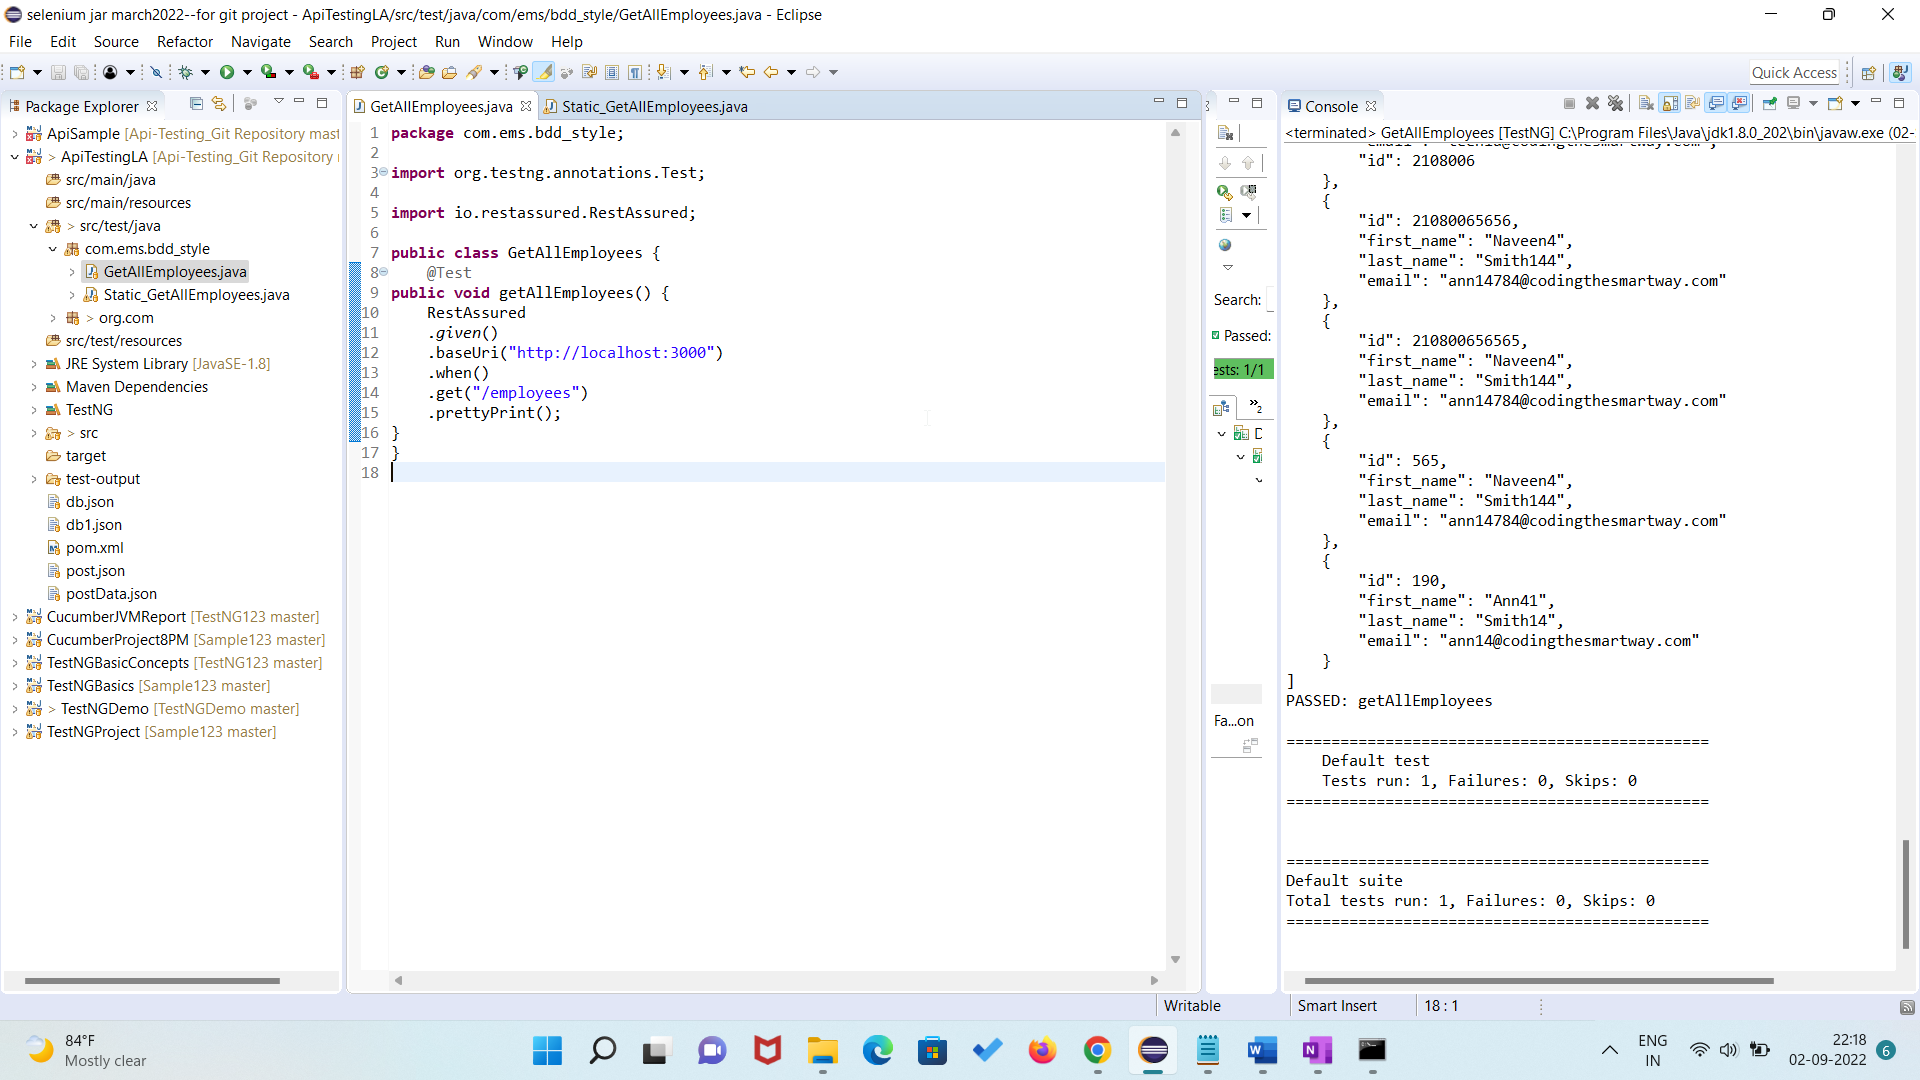 selenium jar march2022--for git project - ApiTestingLA/src/test/java/com/ems/bdd_style/GetAllEmployees.java - Eclipse
File Edit Source Refactor Navigate Search Project Run Window Help
Quick Access
Package Explorer
ApiSample [Api-Testing_Git Repository mast
> ApiTestingLA [Api-Testing_Git Repository
src/main/java
src/main/resources
> src/test/java
com.ems.bdd_style
GetAllEmployees.java
Static_GetAllEmployees.java
> org.com
src/test/resources
JRE System Library [JavaSE-1.8]
Maven Dependencies
TestNG
> src
target
test-output
db.json
db1.json
pom.xml
post.json
postData.json
CucumberJVMReport [TestNG123 master]
CucumberProject8PM [Sample123 master]
TestNGBasicConcepts [TestNG123 master]
TestNGBasics [Sample123 master]
> TestNGDemo [TestNGDemo master]
TestNGProject [Sample123 master]
GetAllEmployees.java Static_GetAllEmployees.java
1 package com.ems.bdd_style;
2
3 import org.testng.annotations.Test;
4
5 import io.restassured.RestAssured;
6
7 public class GetAllEmployees {
8 @Test
9 public void getAllEmployees() {
10 RestAssured
11 .given()
12 .baseUri("http://localhost:3000")
13 .when()
14 .get("/employees")
15 .prettyPrint();
16 }
17 }
18
Search:
Passed:
ests: 1/1
»2
D
Fa...on
Console
<terminated> GetAllEmployees [TestNG] C:\Program Files\Java\jdk1.8.0_202\bin\javaw.exe (02-
"id": 2108006
},
{
"id": 21080065656,
"first_name": "Naveen4",
"last_name": "Smith144",
"email": "ann14784@codingthesmartway.com"
},
{
"id": 210800656565,
"first_name": "Naveen4",
"last_name": "Smith144",
"email": "ann14784@codingthesmartway.com"
},
{
"id": 565,
"first_name": "Naveen4",
"last_name": "Smith144",
"email": "ann14784@codingthesmartway.com"
},
{
"id": 190,
"first_name": "Ann41",
"last_name": "Smith14",
"email": "ann14@codingthesmartway.com"
}
]
PASSED: getAllEmployees
===============================================
Default test
Tests run: 1, Failures: 0, Skips: 0
===============================================
===============================================
Default suite
Total tests run: 1, Failures: 0, Skips: 0
===============================================
Writable Smart Insert 18 : 1
84°F
Mostly clear
ENG
IN
22:18
02-09-2022
6